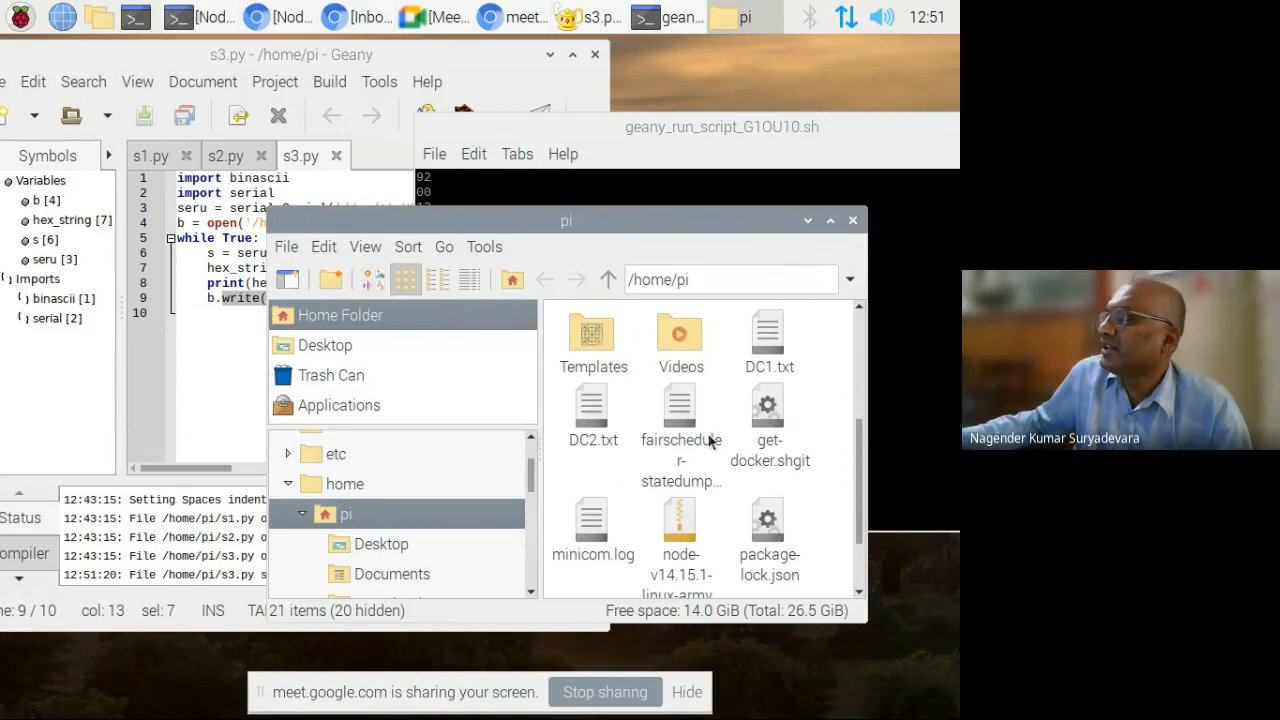 [Nod... [Nod... [Inbo... [Mee... meet... s3.p... gean... pi 12:51
s3.py - /home/pi - Geany
Edit Search View Document Project Build Tools Help
geany_run_script_G1OU10.sh
File Edit Tabs Help
Symbols s1.py s2.py s3.py
92
00
Variables
b [4]
hex_string [7]
s [6]
seru [3]
Imports
binascii [1]
serial [2]
1 import binascii
2 import serial
3 seru = serial.
4 b = open('/h
5 while True:
6 s = seru
7 hex_stri
8 print(he
9 b.write(
10
pi
File Edit View Sort Go Tools
/home/pi
Home Folder
Desktop
Trash Can
Applications
etc
home
pi
Desktop
Documents
Templates Videos DC1.txt
DC2.txt fairschedule
r-
statedump... get-
docker.shgit
minicom.log node-
v14.15.1-
linux-army package-
lock.json
21 items (20 hidden) Free space: 14.0 GiB (Total: 26.5 GiB)
Status
ompiler
12:43:15: Setting Spaces indent
12:43:15: File /home/pi/s1.py o
12:43:15: File /home/pi/s2.py o
12:43:15: File /home/pi/s3.py o
12:51:20: File /home/pi/s3.py s
ne: 9 / 10 col: 13 sel: 7 INS TA
meet.google.com is sharing your screen. Stop sharing Hide
Nagender Kumar Suryadevara